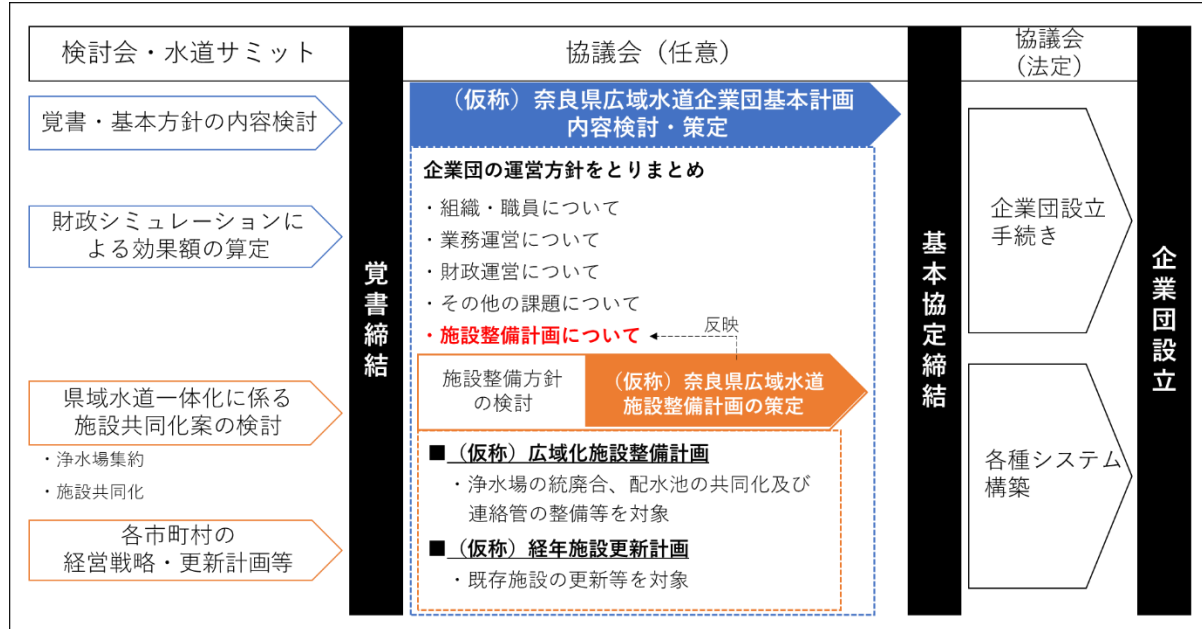 検討会・水道サミット
覚書・基本方針の内容検討
財政シミュレーションに
よる効果額の算定
県域水道一体化に係る
施設共同化案の検討
・浄水場集約
・施設共同化
各市町村の
経営戦略・更新計画等
覚書締結
協議会（任意）
（仮称）奈良県広域水道企業団基本計画
内容検討・策定
企業団の運営方針をとりまとめ
・組織・職員について
・業務運営について
・財政運営について
・その他の課題について
・施設整備計画について
反映
施設整備方針
の検討
（仮称）奈良県広域水道
施設整備計画の策定
■（仮称）広域化施設整備計画
・浄水場の統廃合、配水池の共同化及び
連絡管の整備等を対象
■（仮称）経年施設更新計画
・既存施設の更新等を対象
基本協定締結
協議会
（法定）
企業団設立
手続き
各種システム
構築
企業団設立